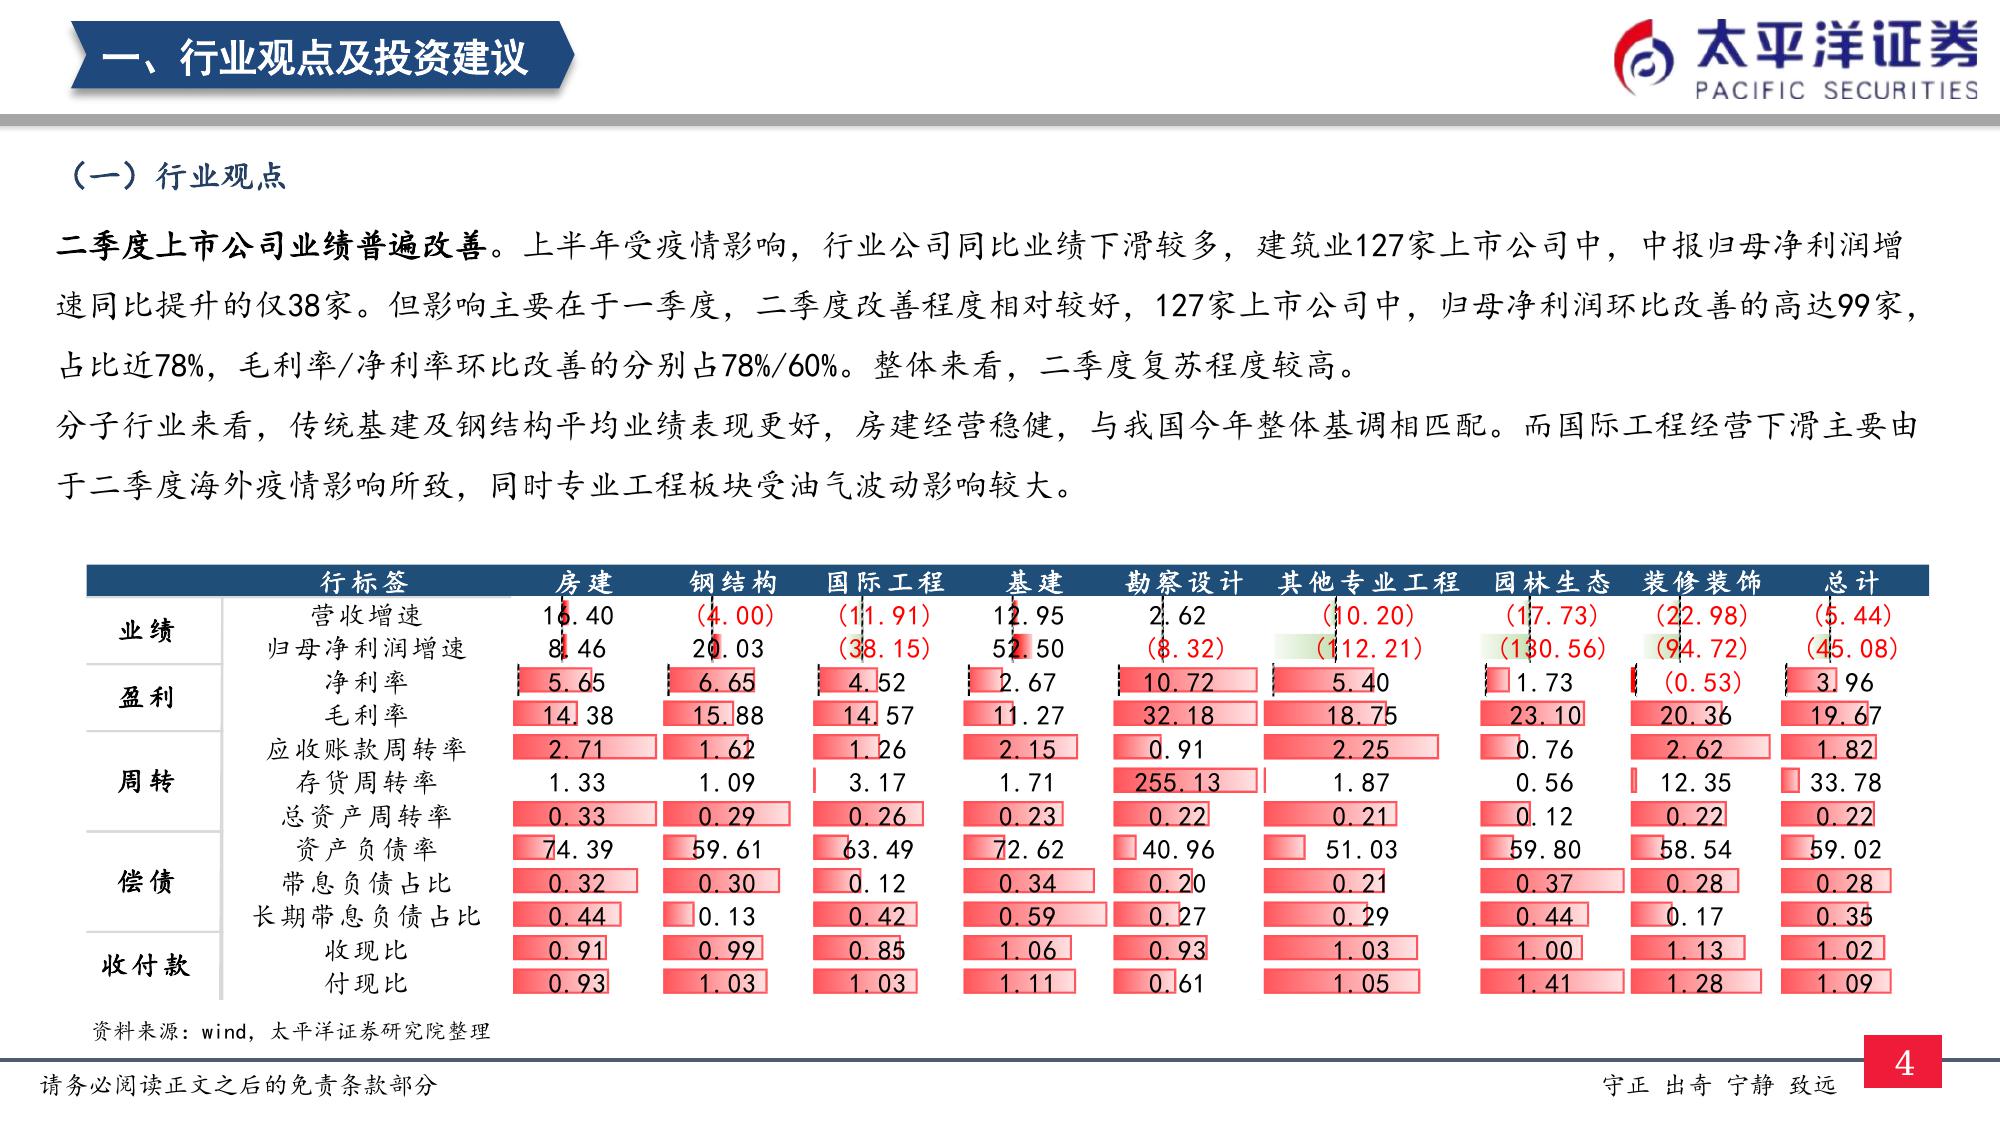 一、行业观点及投资建议
太平洋证券
PACIFIC SECURITIES
（一）行业观点
二季度上市公司业绩普遍改善。上半年受疫情影响，行业公司同比业绩下滑较多，建筑业127家上市公司中，中报归母净利润增
速同比提升的仅38家。但影响主要在于一季度，二季度改善程度相对较好，127家上市公司中，归母净利润环比改善的高达99家，
占比近78%，毛利率/净利率环比改善的分别占78%/60%。整体来看，二季度复苏程度较高。
分子行业来看，传统基建及钢结构平均业绩表现更好，房建经营稳健，与我国今年整体基调相匹配。而国际工程经营下滑主要由
于二季度海外疫情影响所致，同时专业工程板块受油气波动影响较大。
行标签 房建 钢结构 国际工程 基建 勘察设计 其他专业工程 园林生态 装修装饰 总计
业绩 营收增速 16.40 (4.00) (11.91) 12.95 2.62 (10.20) (17.73) (22.98) (5.44)
归母净利润增速 8.46 20.03 (38.15) 52.50 (8.32) (112.21) (130.56) (94.72) (45.08)
盈利 净利率 5.65 6.65 4.52 2.67 10.72 5.40 1.73 (0.53) 3.96
毛利率 14.38 15.88 14.57 11.27 32.18 18.75 23.10 20.36 19.67
周转 应收账款周转率 2.71 1.62 1.26 2.15 0.91 2.25 0.76 2.62 1.82
存货周转率 1.33 1.09 3.17 1.71 255.13 1.87 0.56 12.35 33.78
总资产周转率 0.33 0.29 0.26 0.23 0.22 0.21 0.12 0.22 0.22
偿债 资产负债率 74.39 59.61 63.49 72.62 40.96 51.03 59.80 58.54 59.02
带息负债占比 0.32 0.30 0.12 0.34 0.20 0.21 0.37 0.28 0.28
长期带息负债占比 0.44 0.13 0.42 0.59 0.27 0.29 0.44 0.17 0.35
收付款 收现比 0.91 0.99 0.85 1.06 0.93 1.03 1.00 1.13 1.02
付现比 0.93 1.03 1.03 1.11 0.61 1.05 1.41 1.28 1.09
资料来源：wind，太平洋证券研究院整理
请务必阅读正文之后的免责条款部分
守正 出奇 宁静 致远
4